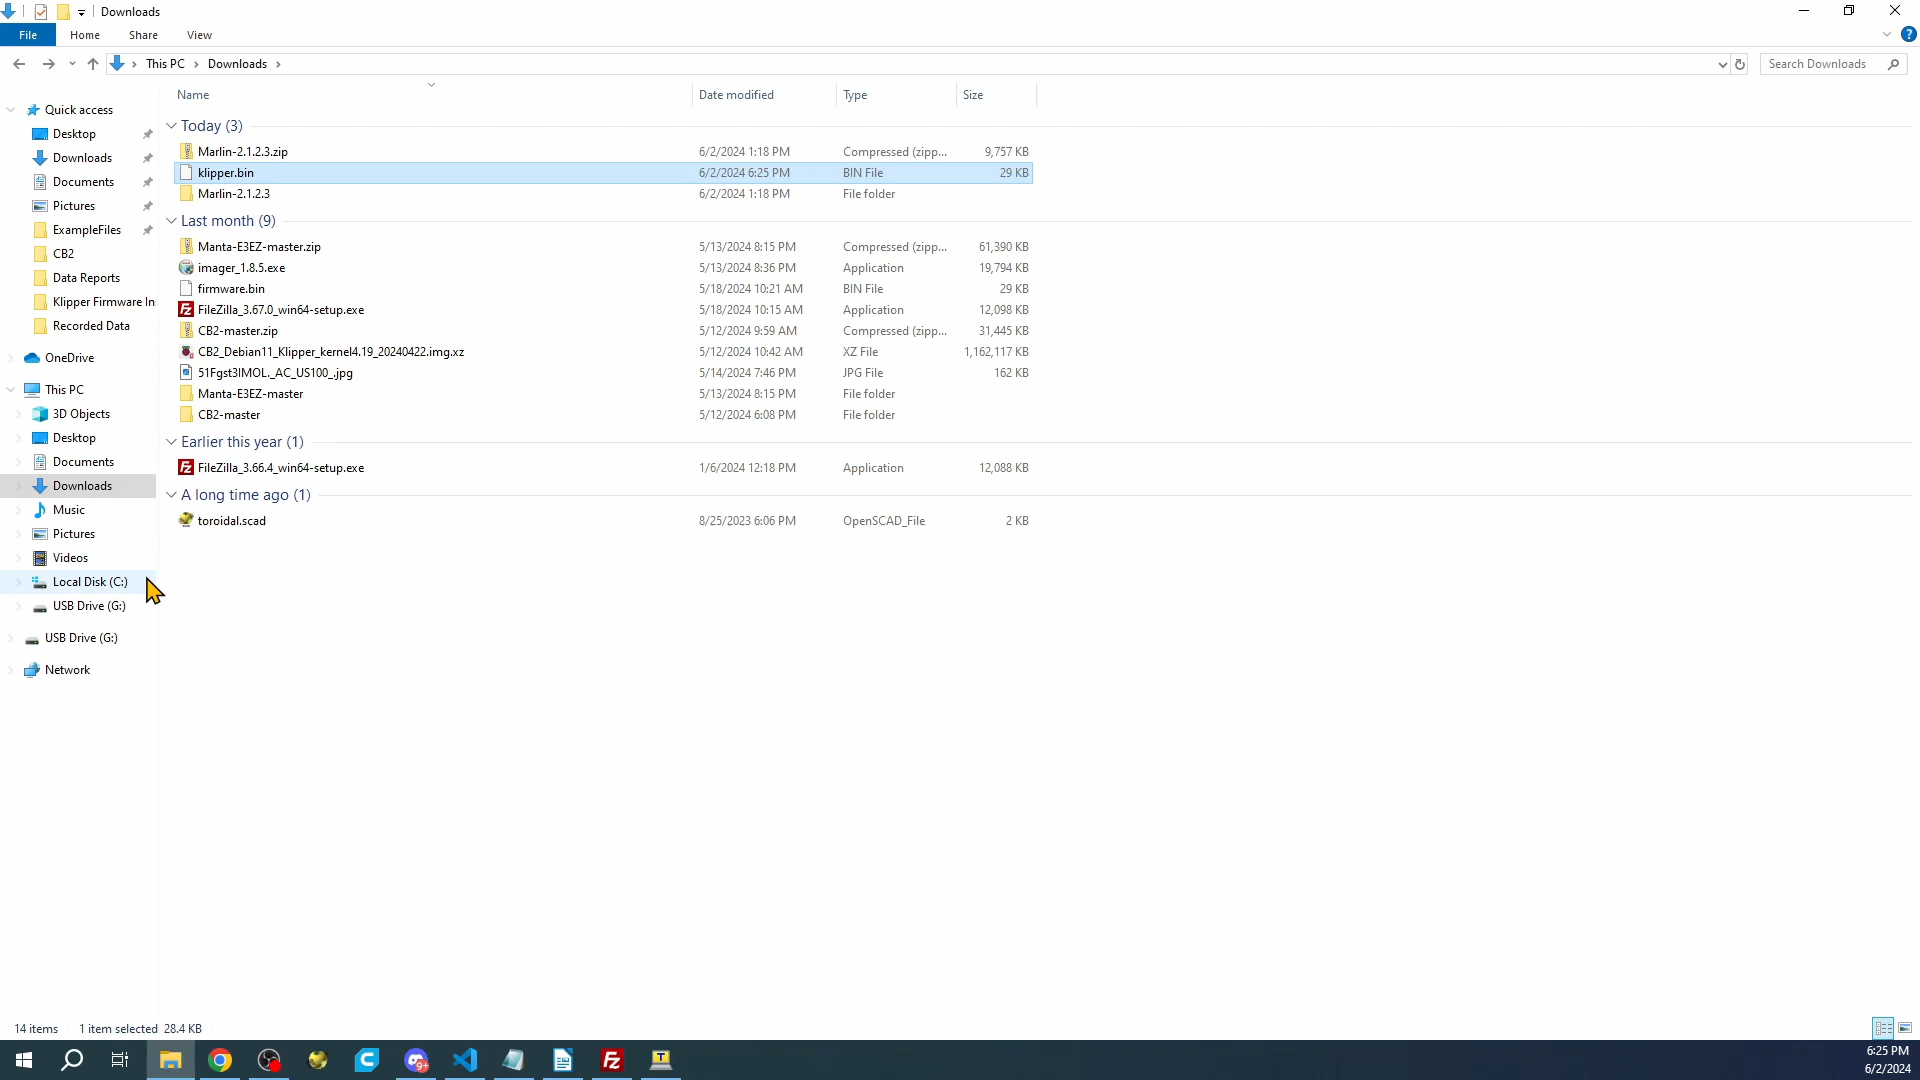 Downloads
File Home Share View
This PC Downloads Search Downloads
Name Date modified Type Size
Quick access
Desktop
Downloads
Documents
Pictures
ExampleFiles
CB2
Data Reports
Klipper Firmware In
Recorded Data
OneDrive
This PC
3D Objects
Desktop
Documents
Downloads
Music
Pictures
Videos
Local Disk (C:)
USB Drive (G:)
USB Drive (G:)
Network
Today (3)
Marlin-2.1.2.3.zip 6/2/2024 1:18 PM Compressed (zipp... 9,757 KB
klipper.bin 6/2/2024 6:25 PM BIN File 29 KB
Marlin-2.1.2.3 6/2/2024 1:18 PM File folder
Last month (9)
Manta-E3EZ-master.zip 5/13/2024 8:15 PM Compressed (zipp... 61,390 KB
imager_1.8.5.exe 5/13/2024 8:36 PM Application 19,794 KB
firmware.bin 5/18/2024 10:21 AM BIN File 29 KB
FileZilla_3.67.0_win64-setup.exe 5/18/2024 10:15 AM Application 12,098 KB
CB2-master.zip 5/12/2024 9:59 AM Compressed (zipp... 31,445 KB
CB2_Debian11_Klipper_kernel4.19_20240422.img.xz 5/12/2024 10:42 AM XZ File 1,162,117 KB
51Fgst3IMOL._AC_US100_.jpg 5/14/2024 7:46 PM JPG File 162 KB
Manta-E3EZ-master 5/13/2024 8:15 PM File folder
CB2-master 5/12/2024 6:08 PM File folder
Earlier this year (1)
FileZilla_3.66.4_win64-setup.exe 1/6/2024 12:18 PM Application 12,088 KB
A long time ago (1)
toroidal.scad 8/25/2023 6:06 PM OpenSCAD_File 2 KB
14 items 1 item selected 28.4 KB
6:25 PM
6/2/2024